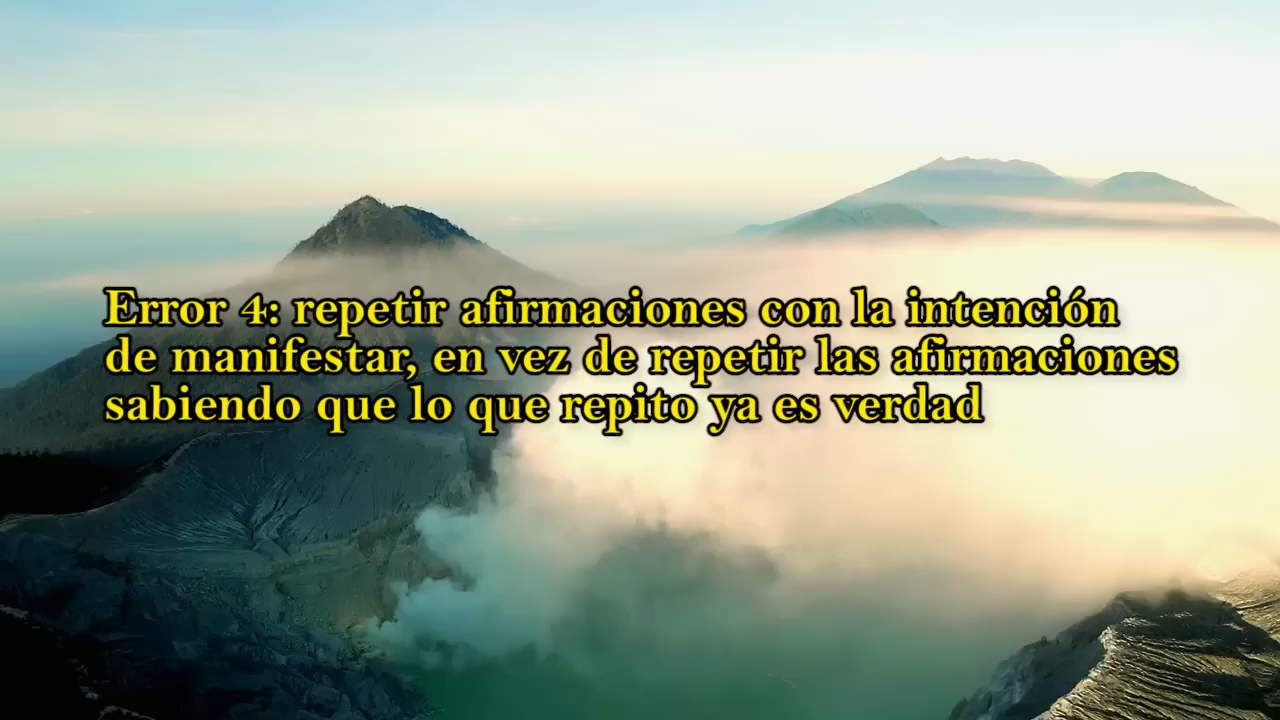 Error 4: repetir afirmaciones con la intención
de manifestar, en vez de repetir las afirmaciones
sabiendo que lo que repito ya es verdad